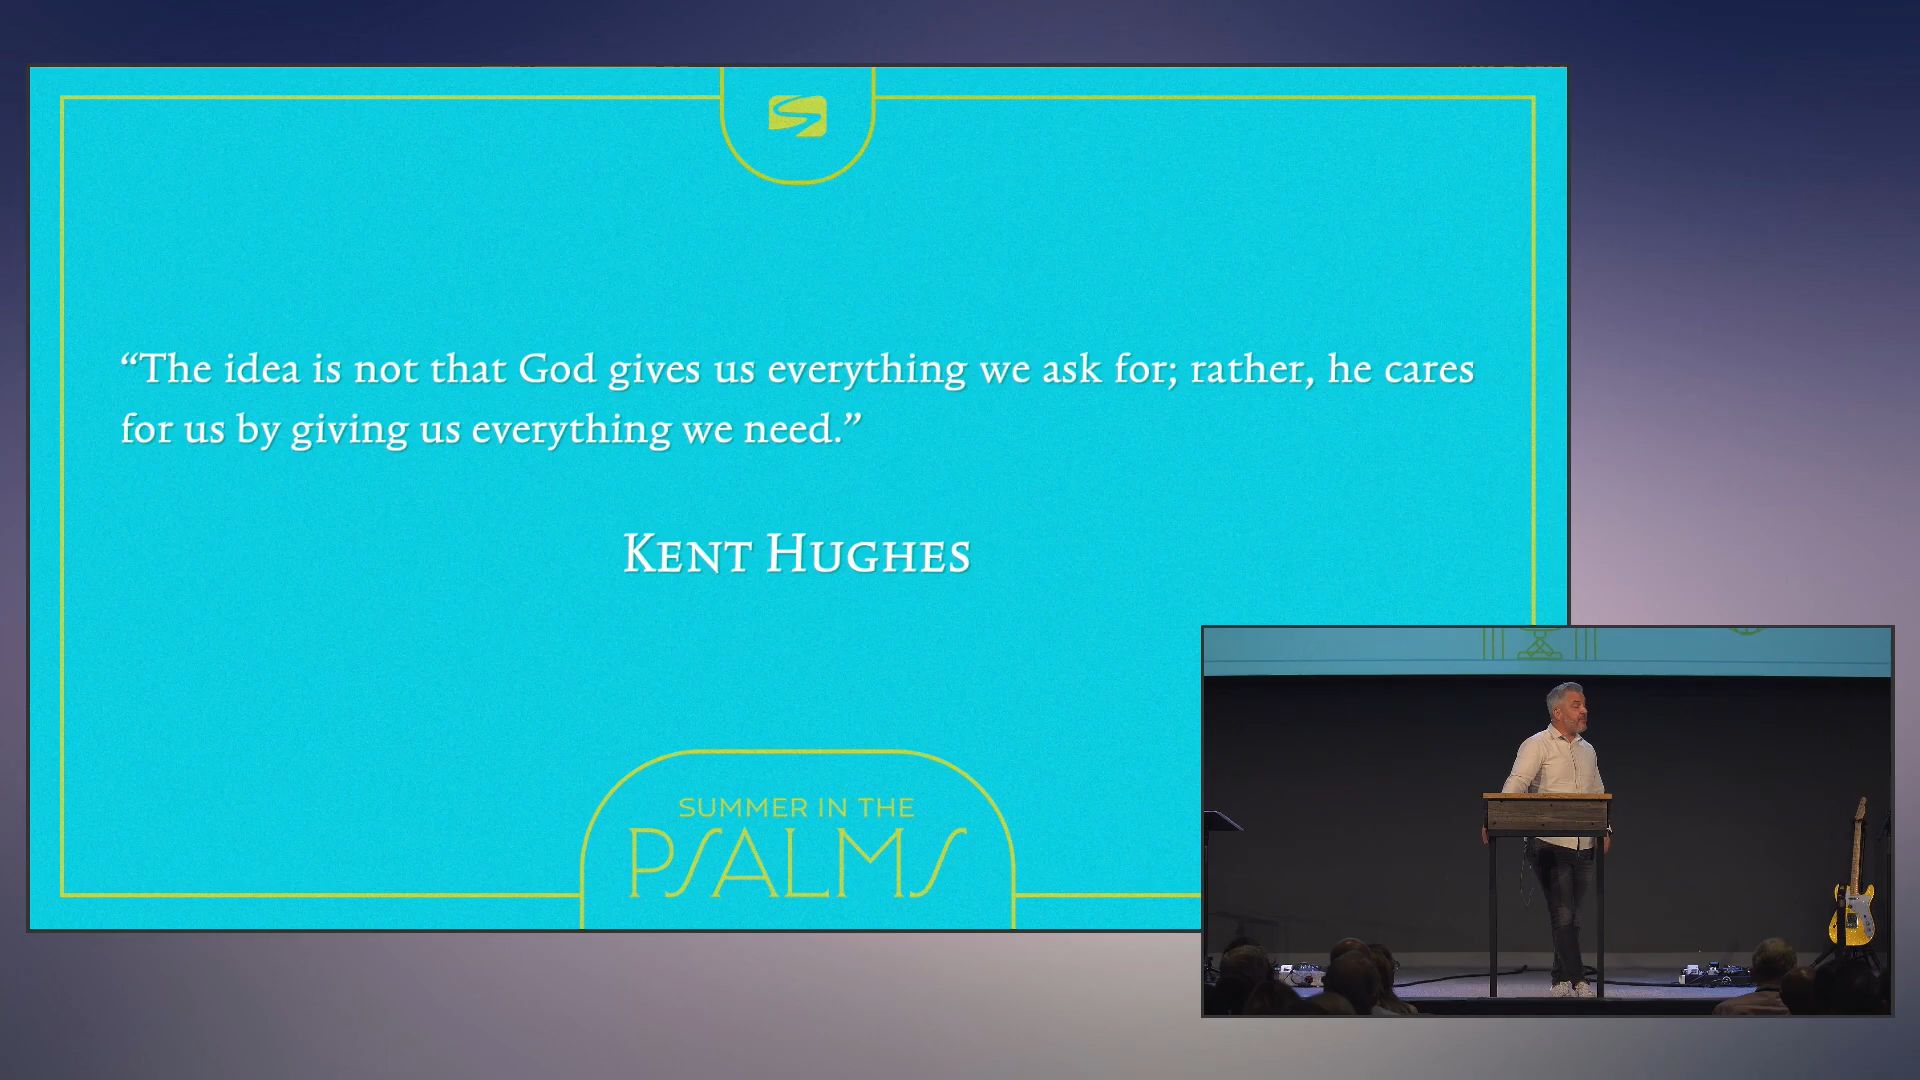 “The idea is not that God gives us everything we ask for; rather, he cares
for us by giving us everything we need.”
Kent Hughes
SUMMER IN THE
PSALMS